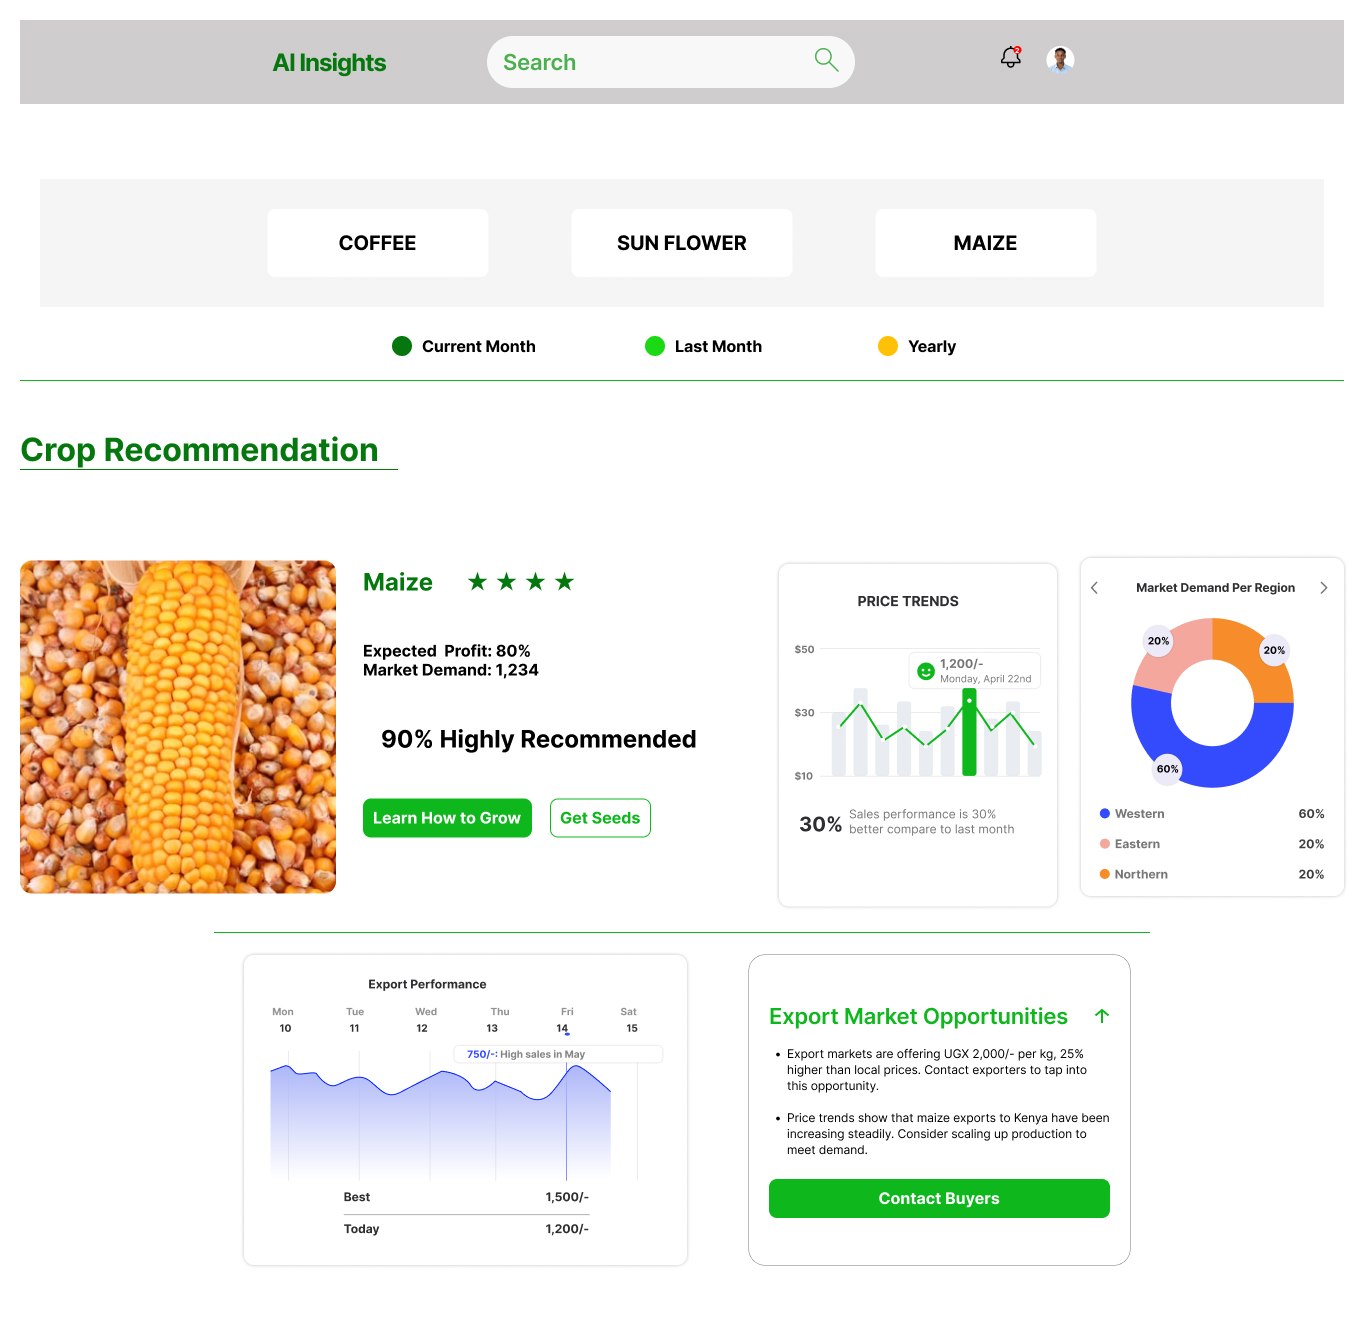 AI Insights
Search
2
COFFEE
SUN FLOWER
MAIZE
Current Month
Last Month
Yearly
Crop Recommendation
Maize ★ ★ ★ ★
Expected Profit: 80%
Market Demand: 1,234
90% Highly Recommended
Learn How to Grow
Get Seeds
PRICE TRENDS
$50
1,200/-
Monday, April 22nd
$30
$10
30%
Sales performance is 30%
better compare to last month
Market Demand Per Region
20%
20%
60%
Western 60%
Eastern 20%
Northern 20%
Export Performance
Mon Tue Wed Thu Fri Sat
10 11 12 13 14 15
750/-: High sales in May
Best 1,500/-
Today 1,200/-
Export Market Opportunities
• Export markets are offering UGX 2,000/- per kg, 25%
higher than local prices. Contact exporters to tap into
this opportunity.
• Price trends show that maize exports to Kenya have been
increasing steadily. Consider scaling up production to
meet demand.
Contact Buyers